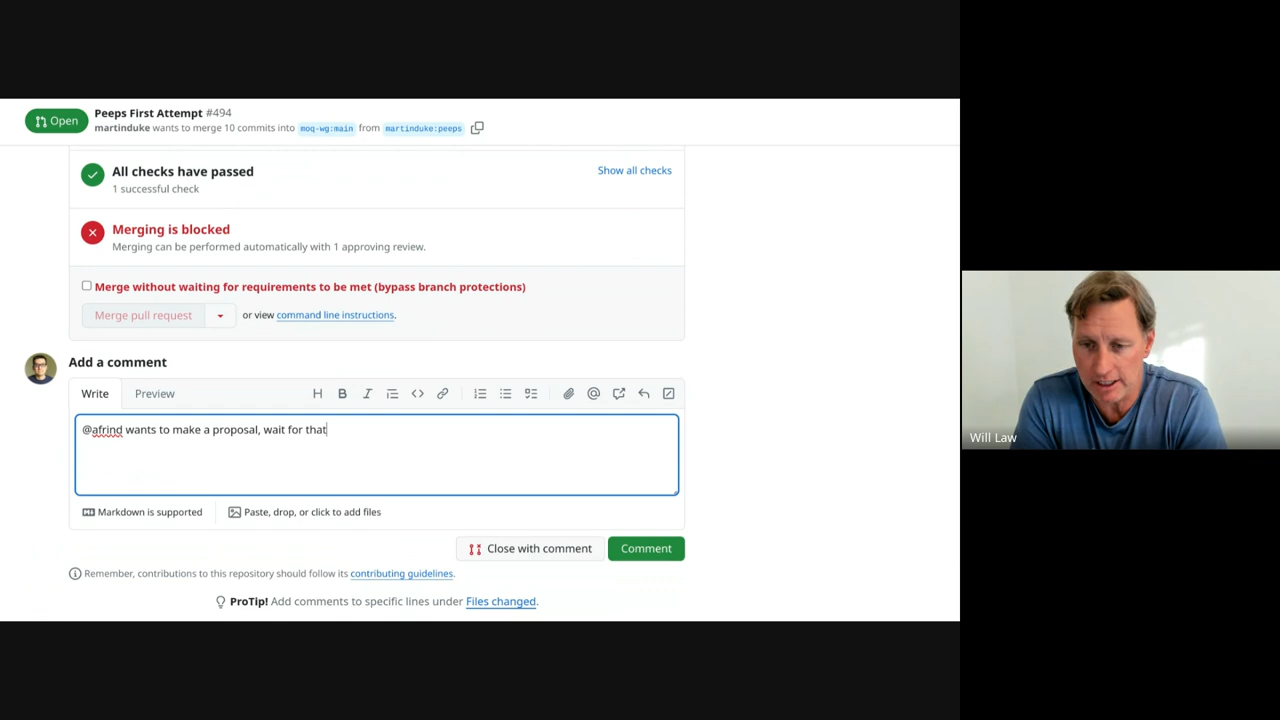 Open
Peeps First Attempt #494
martinduke wants to merge 10 commits into moq-wg:main from martinduke:peeps
All checks have passed
Show all checks
1 successful check
Merging is blocked
Merging can be performed automatically with 1 approving review.
Merge without waiting for requirements to be met (bypass branch protections)
Merge pull request
or view command line instructions.
Add a comment
Write
Preview
@afrind wants to make a proposal, wait for that
Markdown is supported
Paste, drop, or click to add files
Close with comment
Comment
Remember, contributions to this repository should follow its contributing guidelines.
ProTip! Add comments to specific lines under Files changed.
Will Law